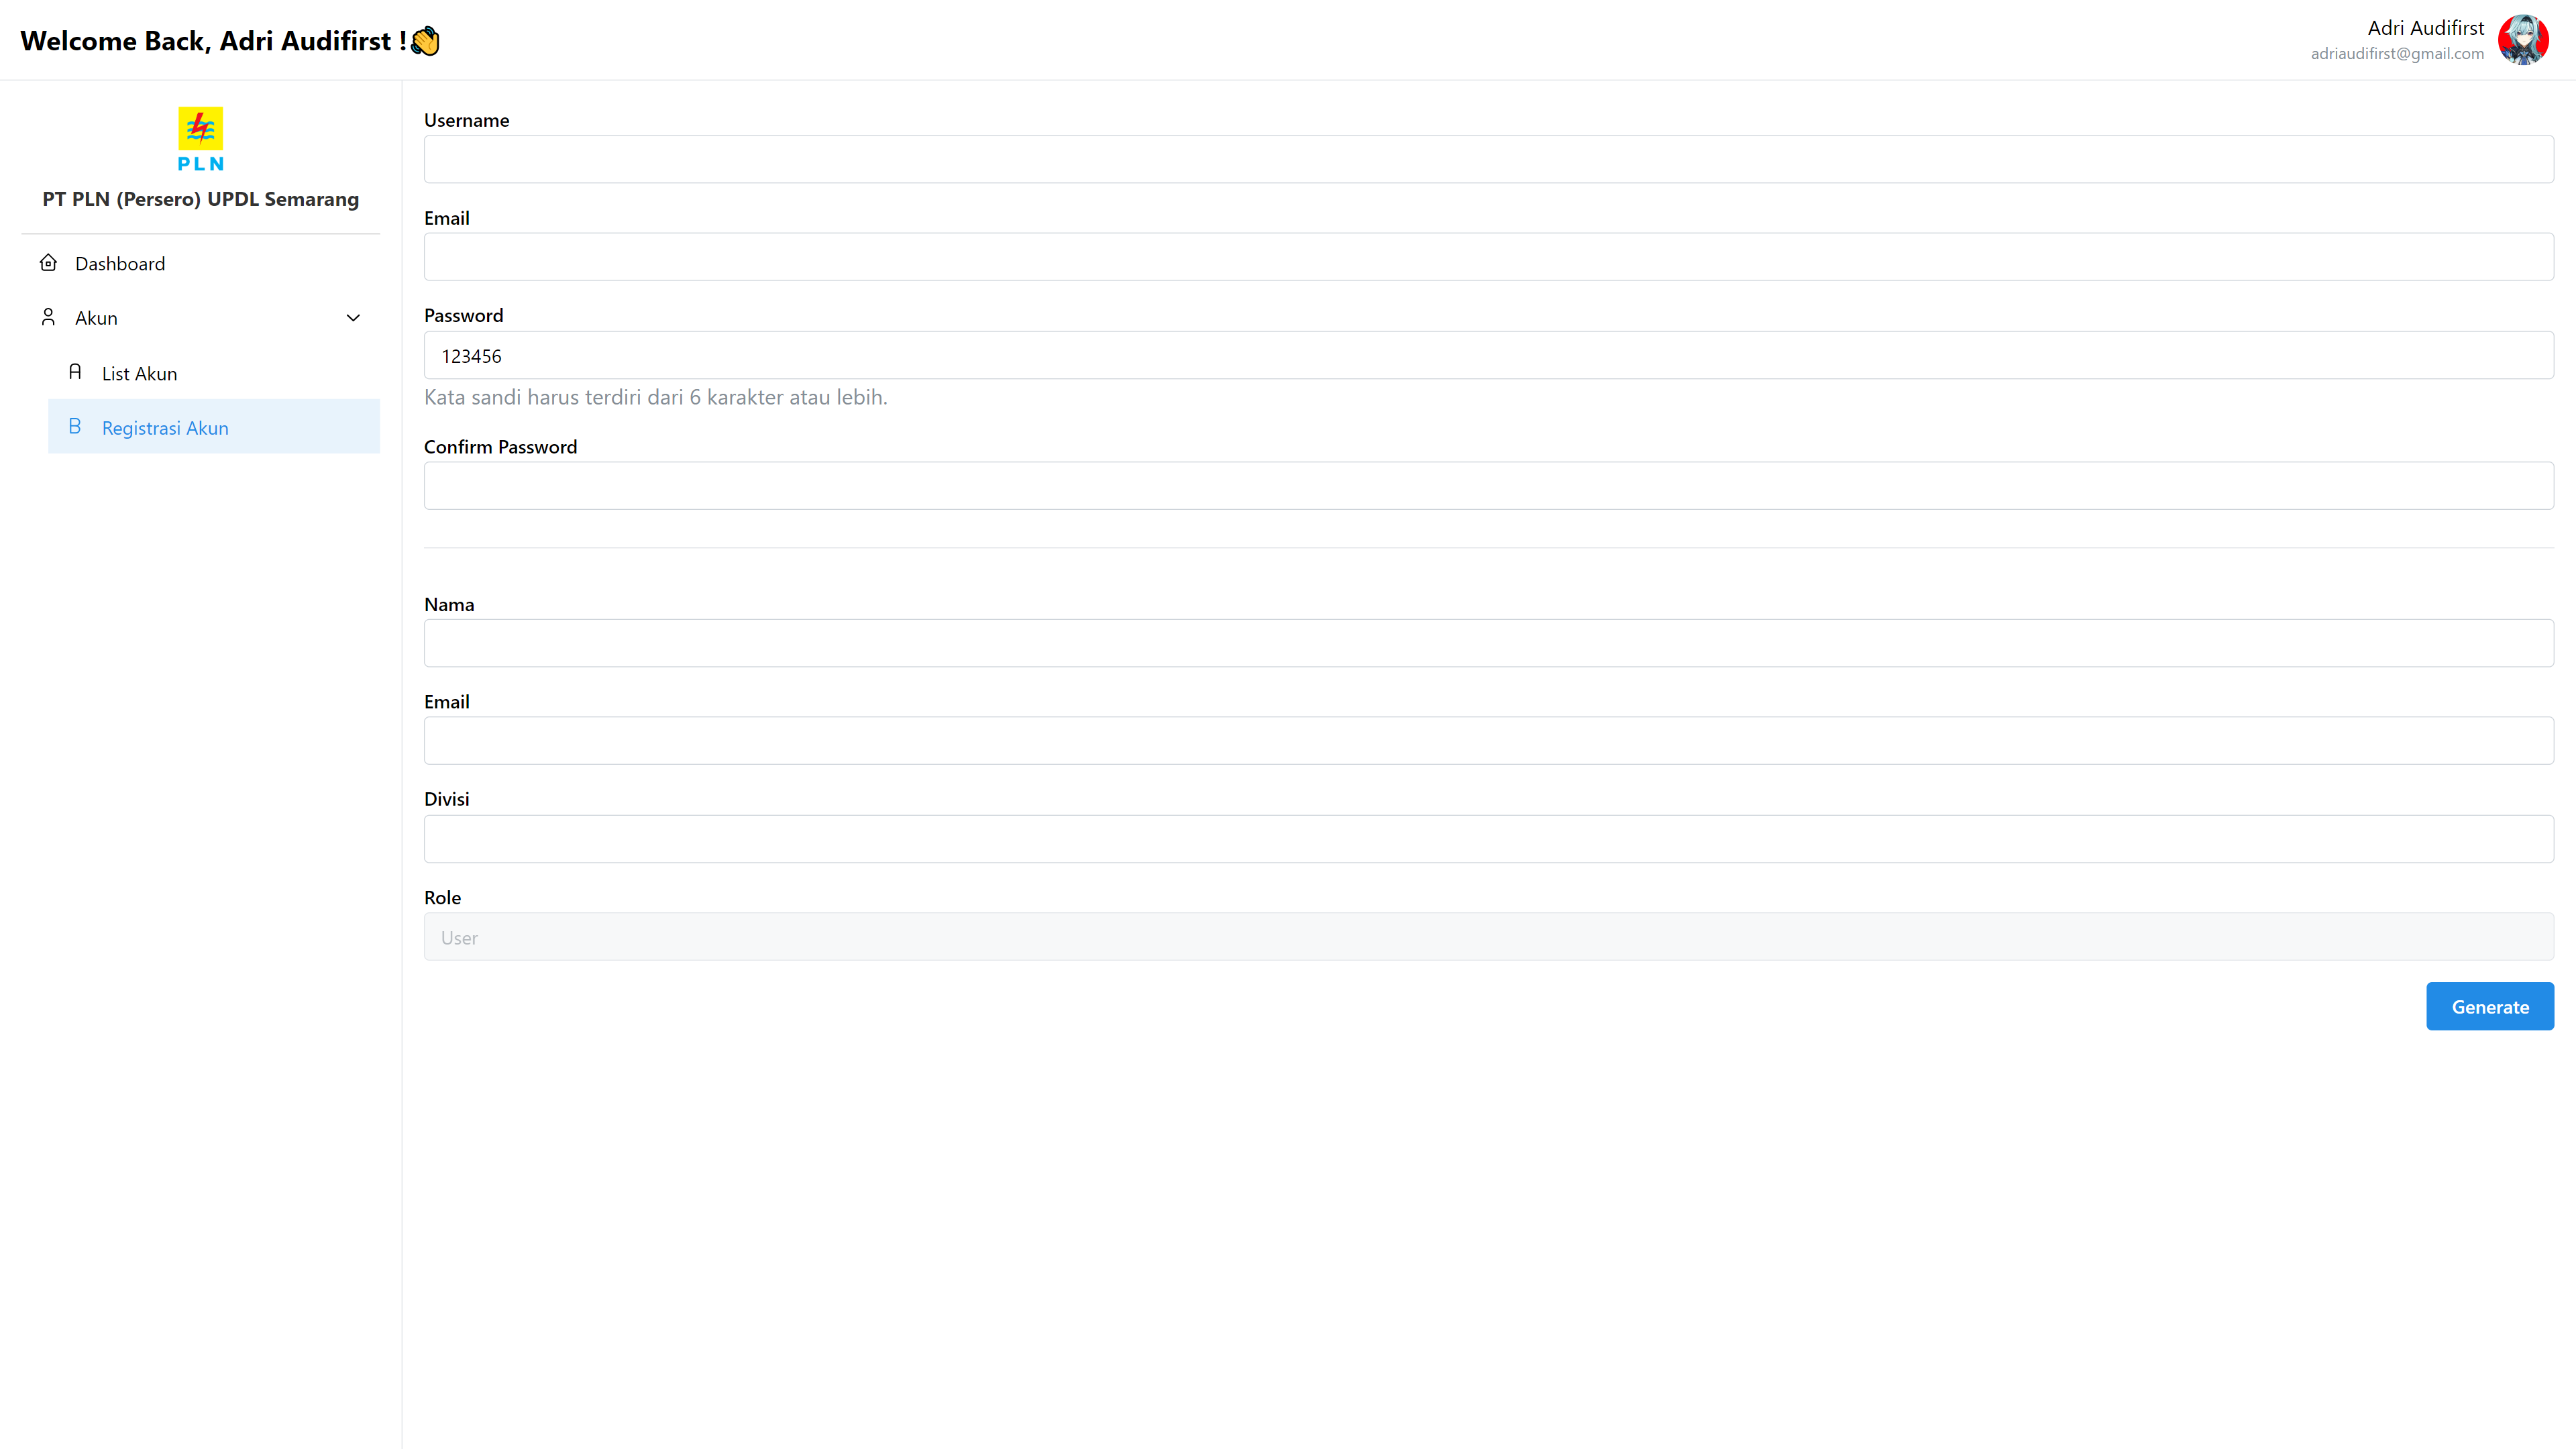 Welcome Back, Adri Audifirst !👋
Adri Audifirst
adriaudifirst@gmail.com
PLN
PT PLN (Persero) UPDL Semarang
Dashboard
Akun
A List Akun
B Registrasi Akun
Username
Email
Password
123456
Kata sandi harus terdiri dari 6 karakter atau lebih.
Confirm Password
Nama
Email
Divisi
Role
User
Generate